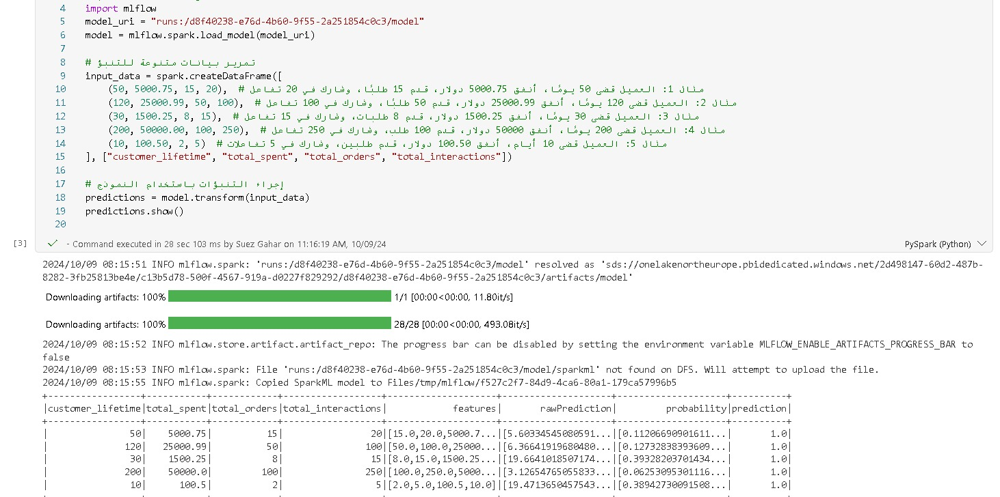 4 import mlflow
5 model_uri = "runs:/d8f40238-e76d-4b60-9f55-2a251854c0c3/model"
6 model = mlflow.spark.load_model(model_uri)
7
8 # تمرير بيانات متنوعة للتنبؤ
9 input_data = spark.createDataFrame([
10 (50, 5000.75, 15, 20), # مثال 1: العميل قضى 50 يومًا، أنفق 5000.75 دولار، قدم 15 طلبًا، وشارك في 20 تفاعل
11 (120, 25000.99, 50, 100), # مثال 2: العميل قضى 120 يومًا، أنفق 25000.99 دولار، قدم 50 طلبًا، وشارك في 100 تفاعل
12 (30, 1500.25, 8, 15), # مثال 3: العميل قضى 30 يومًا، أنفق 1500.25 دولار، قدم 8 طلبات، وشارك في 15 تفاعل
13 (200, 50000.00, 100, 250), # مثال 4: العميل قضى 200 يومًا، أنفق 50000 دولار، قدم 100 طلب، وشارك في 250 تفاعل
14 (10, 100.50, 2, 5) # مثال 5: العميل قضى 10 أيام، أنفق 100.50 دولار، قدم طلبين، وشارك في 5 تفاعلات
15 ], ["customer_lifetime", "total_spent", "total_orders", "total_interactions"])
16
17 # إجراء التنبؤات باستخدام النموذج
18 predictions = model.transform(input_data)
19 predictions.show()
20
[3] - Command executed in 28 sec 103 ms by Suez Gahar on 11:16:19 AM, 10/09/24 PySpark (Python)
2024/10/09 08:15:51 INFO mlflow.spark: 'runs:/d8f40238-e76d-4b60-9f55-2a251854c0c3/model' resolved as 'sds://onelakenortheurope.pbidedicated.windows.net/2d498147-60d2-487b-
8282-3fb25813be4e/c13b5d78-500f-4567-919a-d0227f829292/d8f40238-e76d-4b60-9f55-2a251854c0c3/artifacts/model'
Downloading artifacts: 100% 1/1 [00:00<00:00, 11.80it/s]
Downloading artifacts: 100% 28/28 [00:00<00:00, 493.08it/s]
2024/10/09 08:15:52 INFO mlflow.store.artifact.artifact_repo: The progress bar can be disabled by setting the environment variable MLFLOW_ENABLE_ARTIFACTS_PROGRESS_BAR to
false
2024/10/09 08:15:53 INFO mlflow.spark: File 'runs:/d8f40238-e76d-4b60-9f55-2a251854c0c3/model/sparkml' not found on DFS. Will attempt to upload the file.
2024/10/09 08:15:55 INFO mlflow.spark: Copied SparkML model to Files/tmp/mlflow/f527c2f7-84d9-4ca6-80a1-179ca57996b5
+-----------------+-----------+------------+------------------+--------------------+--------------------+--------------------+----------+
|customer_lifetime|total_spent|total_orders|total_interactions| features| rawPrediction| probability|prediction|
+-----------------+-----------+------------+------------------+--------------------+--------------------+--------------------+----------+
| 50| 5000.75| 15| 20|[15.0,20.0,5000.7...|[5.60334545080591...|[0.11206690901611...| 1.0|
| 120| 25000.99| 50| 100|[50.0,100.0,25000...|[6.36641919680480...|[0.12732838393609...| 1.0|
| 30| 1500.25| 8| 15|[8.0,15.0,1500.25...|[19.6641018507174...|[0.39328203701434...| 1.0|
| 200| 50000.0| 100| 250|[100.0,250.0,5000...|[3.12654765055833...|[0.06253095301116...| 1.0|
| 10| 100.5| 2| 5|[2.0,5.0,100.5,10.0]|[19.4713650457543...|[0.38942730091508...| 1.0|